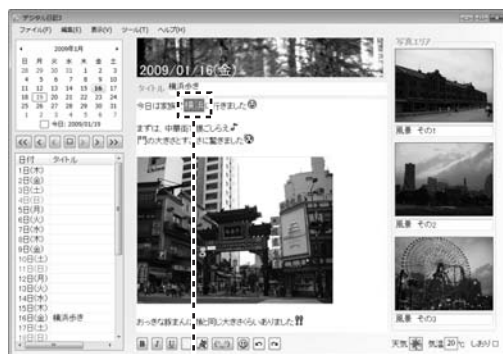 デジタル日記3
ファイル(F) 編集(E) 表示(V) ツール(T) ヘルプ(H)
2009年1月
日 月 火 水 木 金 土
28 29 30 31 1 2 3
4 5 6 7 8 9 10
11 12 13 14 15 16 17
18 19 20 21 22 23 24
25 26 27 28 29 30 31
1 2 3 4 5 6 7
今日: 2009/01/19
日付 タイトル
1日(木)
2日(金)
3日(土)
4日(日)
5日(月)
6日(火)
7日(水)
8日(木)
9日(金)
10日(土)
11日(日)
12日(月)
13日(火)
14日(水)
15日(木)
16日(金) 横浜歩き
17日(土)
2009/01/16(金)
タイトル 横浜歩き
今日は家族 横浜 行きました
まずは、中華街 腹ごしらえ♪
門の大きさと さに驚きました
おっきな豚まん 顔と同じ大きさくらいありました
B I U
天気 気温 20 ℃ しおり
写真エリア
風景 その1
風景 その2
風景 その3